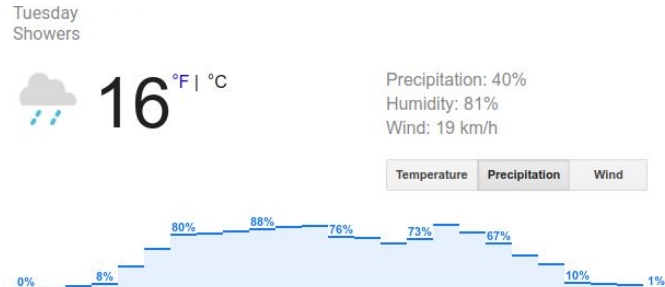 Tuesday
Showers
16 °F | °C
Precipitation: 40%
Humidity: 81%
Wind: 19 km/h
Temperature Precipitation Wind
0% 8% 80% 88% 76% 73% 67% 10% 1%